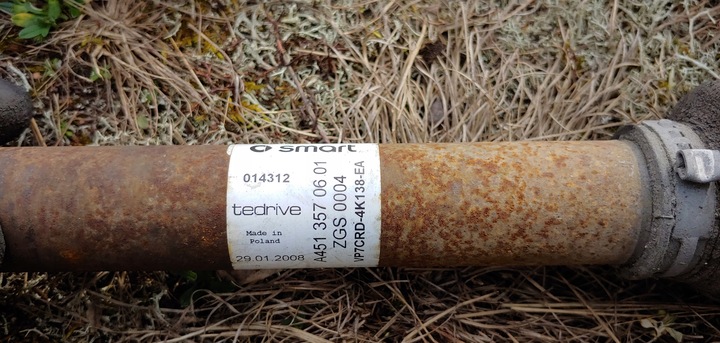 smart
014312
tedrive
Made in
Poland
29.01.2008
A451 357 06 01
ZGS 0004
VP7CRD-4K138-EA